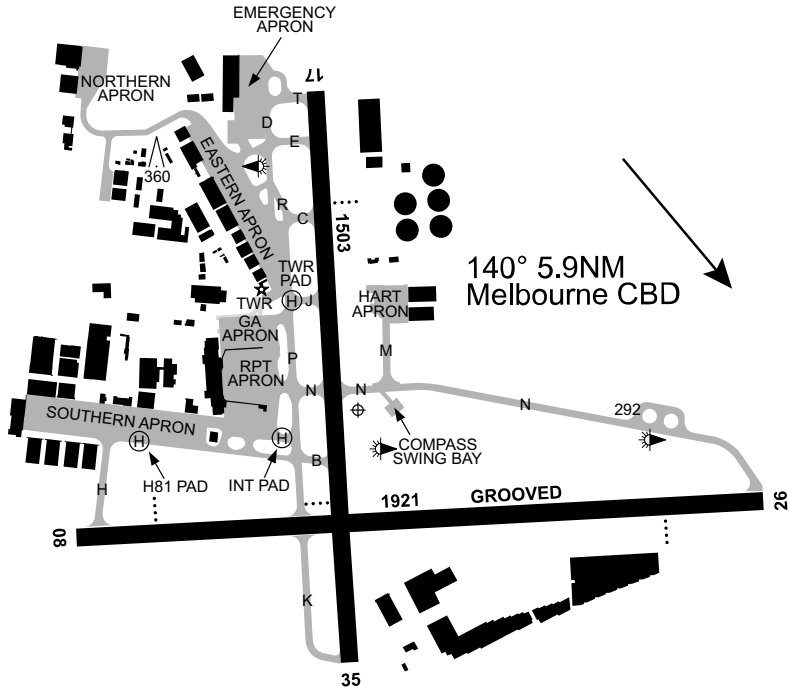 EMERGENCY
APRON
17
NORTHERN
APRON
T
D
E
EASTERN APRON
360
R
C
1503
140° 5.9NM
Melbourne CBD
TWR
PAD
H
J
TWR
HART
APRON
GA
APRON
M
P
RPT
APRON
N
N
N
292
SOUTHERN APRON
H
H
COMPASS
SWING BAY
B
H
H81 PAD
INT PAD
1921
GROOVED
26
08
K
35